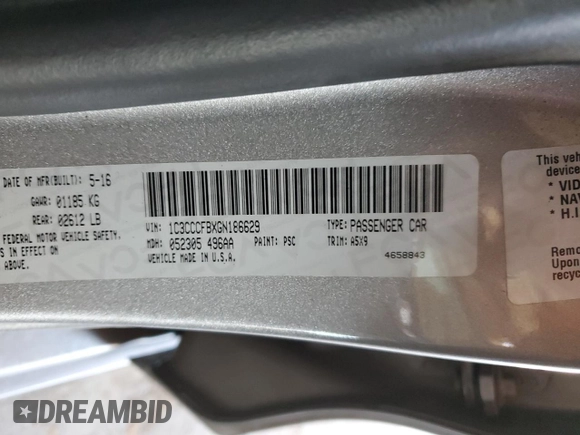 DATE OF MFR(BUILT): 5-16
GAWR: 01185 KG
REAR: 02612 LB
FEDERAL MOTOR VEHICLE SAFETY,
S IN EFFECT ON
ABOVE.
VIN: 1C3CCCFBXGN186629
TYPE: PASSENGER CAR
MDH: 052305 496AA
PAINT: PSC
TRIM: A5X9
VEHICLE MADE IN U.S.A.
4658843
This veh
device
• VID
• NAV
• H.I
Remo
Upon
recyc
DREAMBID